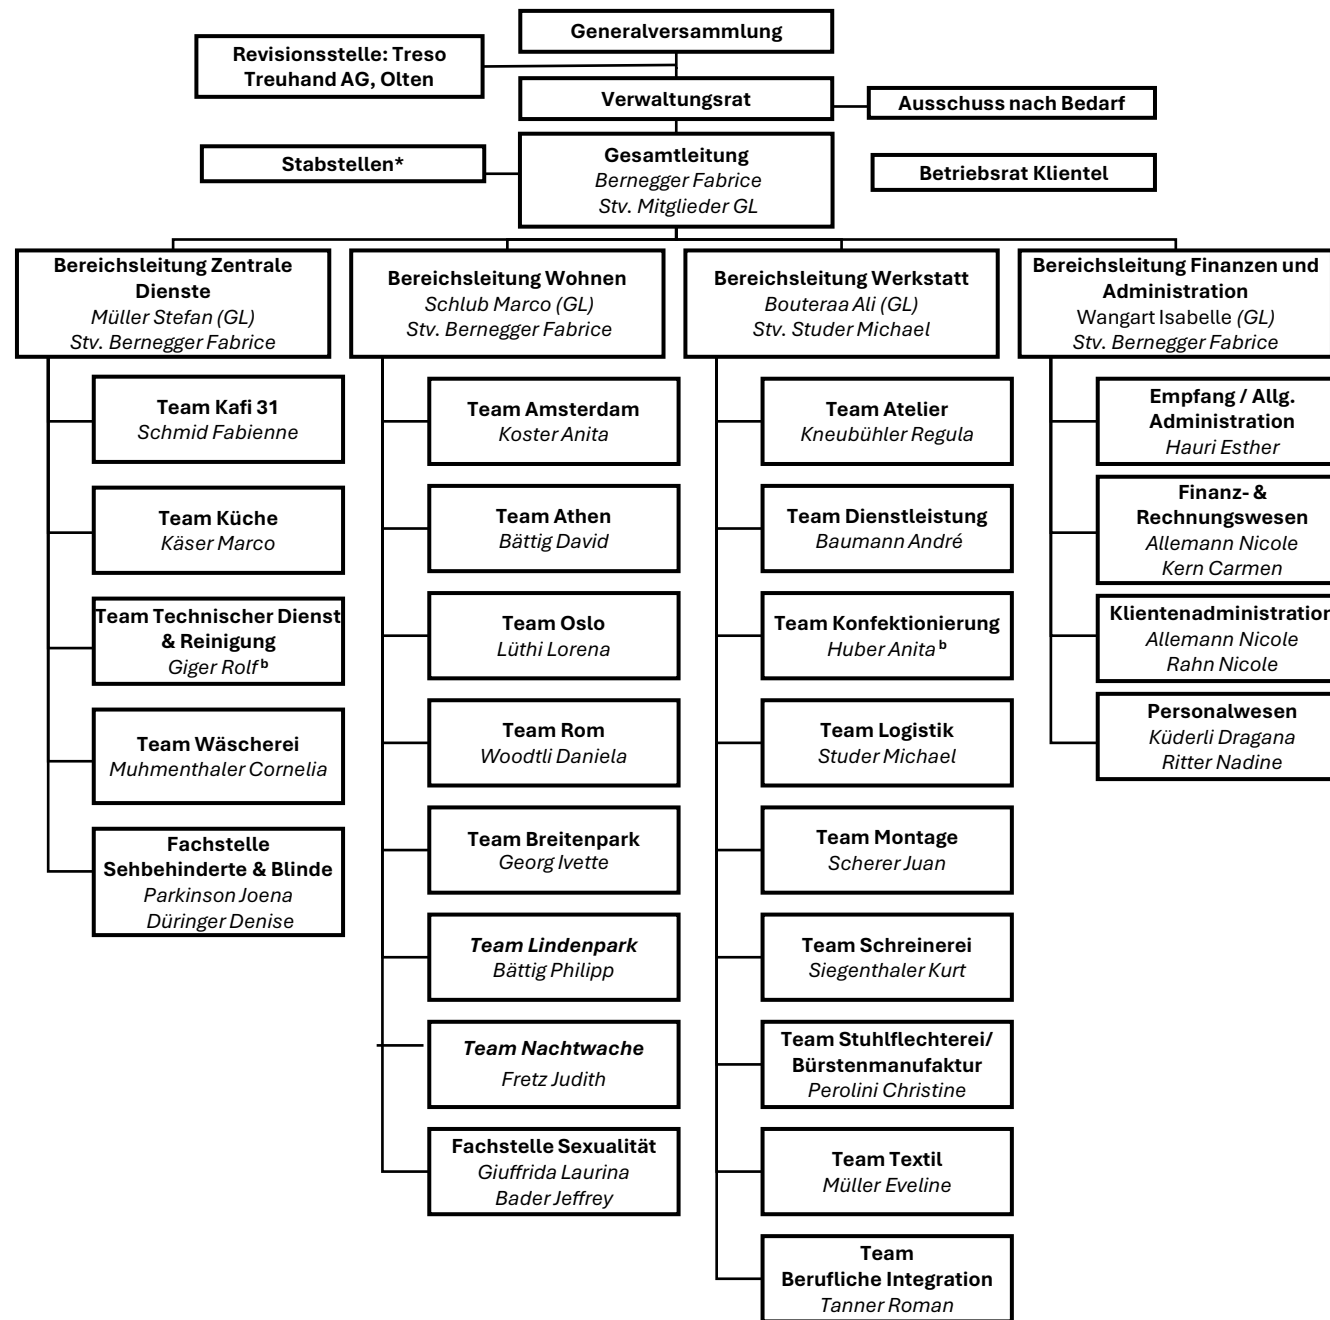 Generalversammlung
Revisionsstelle: Treso
Treuhand AG, Olten
Verwaltungsrat
Ausschuss nach Bedarf
Stabstellen*
Gesamtleitung
Bernegger Fabrice
Stv. Mitglieder GL
Betriebsrat Klientel
Bereichsleitung Zentrale
Dienste
Müller Stefan (GL)
Stv. Bernegger Fabrice
Bereichsleitung Wohnen
Schlub Marco (GL)
Stv. Bernegger Fabrice
Bereichsleitung Werkstatt
Bouteraa Ali (GL)
Stv. Studer Michael
Bereichsleitung Finanzen und
Administration
Wangart Isabelle (GL)
Stv. Bernegger Fabrice
Team Kafi 31
Schmid Fabienne
Team Küche
Käser Marco
Team Technischer Dienst
& Reinigung
Giger Rolf ᵇ
Team Wäscherei
Muhmenthaler Cornelia
Fachstelle
Sehbehinderte & Blinde
Parkinson Joena
Düringer Denise
Team Amsterdam
Koster Anita
Team Athen
Bättig David
Team Oslo
Lüthi Lorena
Team Rom
Woodtli Daniela
Team Breitenpark
Georg Ivette
Team Lindenpark
Bättig Philipp
Team Nachtwache
Fretz Judith
Fachstelle Sexualität
Giuffrida Laurina
Bader Jeffrey
Team Atelier
Kneubühler Regula
Team Dienstleistung
Baumann André
Team Konfektionierung
Huber Anita ᵇ
Team Logistik
Studer Michael
Team Montage
Scherer Juan
Team Schreinerei
Siegenthaler Kurt
Team Stuhlflechterei/
Bürstenmanufaktur
Perolini Christine
Team Textil
Müller Eveline
Team
Berufliche Integration
Tanner Roman
Empfang / Allg.
Administration
Hauri Esther
Finanz- &
Rechnungswesen
Allemann Nicole
Kern Carmen
Klientenadministration
Allemann Nicole
Rahn Nicole
Personalwesen
Küderli Dragana
Ritter Nadine